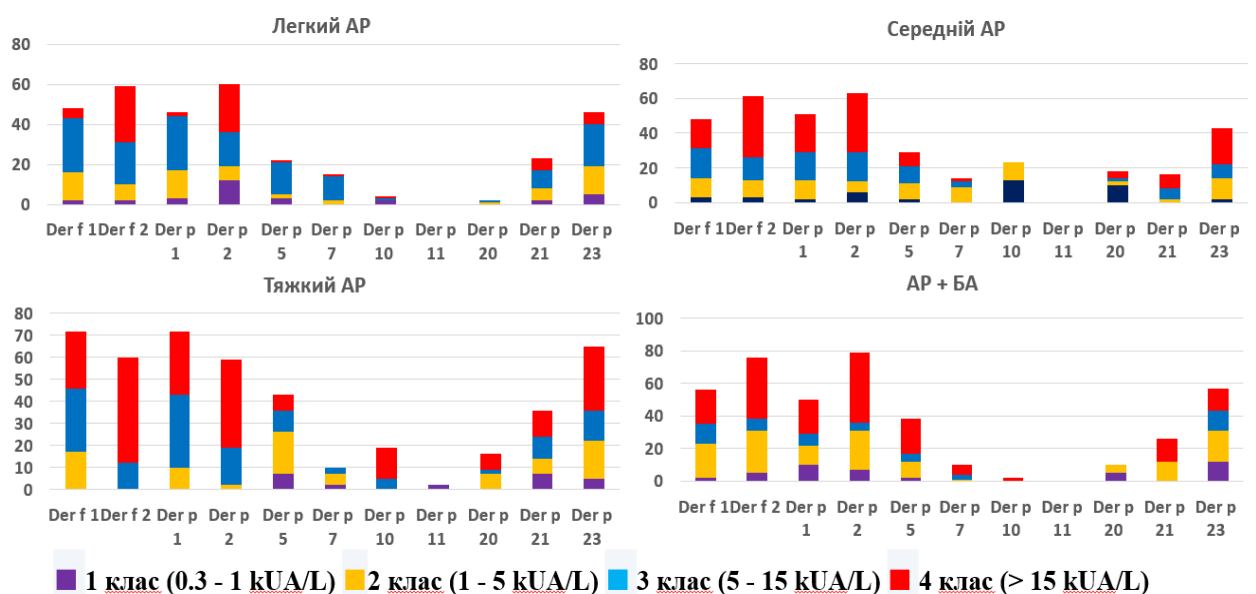 Легкий АР
80
60
40
20
0
Der f 1 Der f 2 Der p Der p Der p Der p Der p Der p Der p Der p Der p
1 2 5 7 10 11 20 21 23
Середній АР
80
60
40
20
0
Der f 1 Der f 2 Der p Der p Der p Der p Der p Der p Der p Der p Der p
1 2 5 7 10 11 20 21 23
Тяжкий АР
80
70
60
50
40
30
20
10
0
Der f 1 Der f 2 Der p Der p Der p Der p Der p Der p Der p Der p Der p
1 2 5 7 10 11 20 21 23
АР + БА
100
80
60
40
20
0
Der f 1 Der f 2 Der p Der p Der p Der p Der p Der p Der p Der p Der p
1 2 5 7 10 11 20 21 23
1 клас (0.3 - 1 kUA/L) 2 клас (1 - 5 kUA/L) 3 клас (5 - 15 kUA/L) 4 клас (> 15 kUA/L)